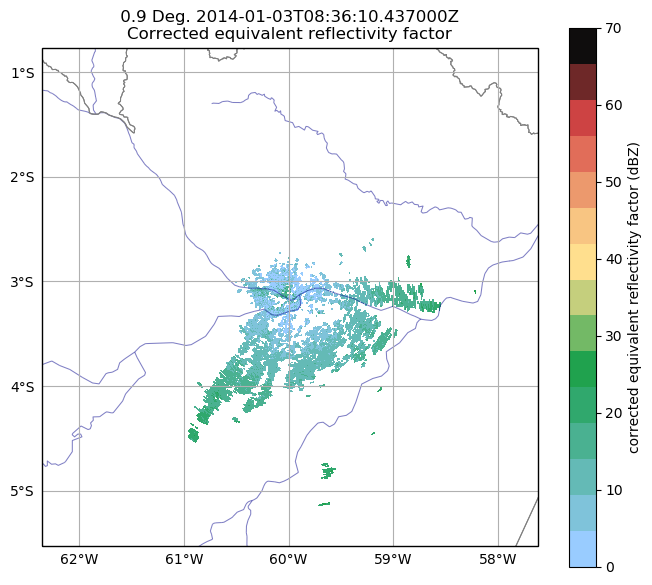 0.9 Deg. 2014-01-03T08:36:10.437000Z
Corrected equivalent reflectivity factor
1°S
2°S
3°S
4°S
5°S
62°W
61°W
60°W
59°W
58°W
70
60
50
40
30
20
10
0
corrected equivalent reflectivity factor (dBZ)